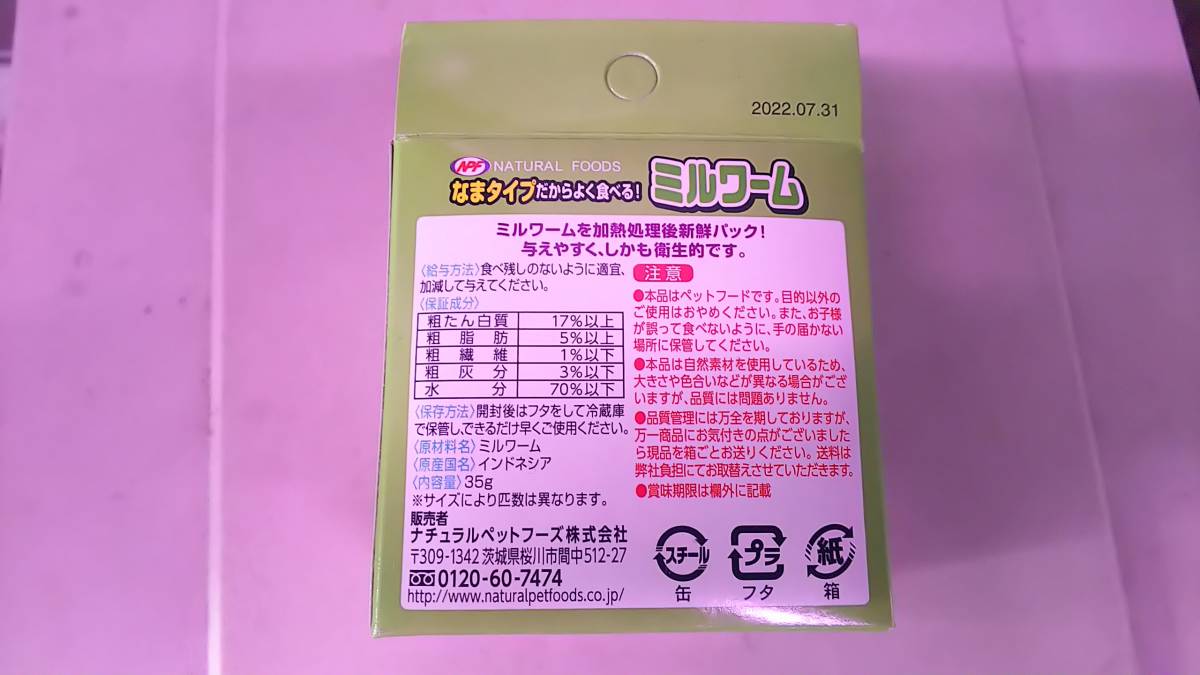 2022.07.31
NPF NATURAL FOODS
なまタイプだからよく食べる! ミルワーム
ミルワームを加熱処理後新鮮パック!
与えやすく、しかも衛生的です。
〈給与方法〉食べ残しのないように適宜、
加減して与えてください。
〈保証成分〉
粗たん白質 17%以上
粗脂肪 5%以上
粗繊維 1%以下
粗灰分 3%以下
水分 70%以下
〈保存方法〉開封後はフタをして冷蔵庫
で保管しできるだけ早くご使用ください。
〈原材料名〉ミルワーム
〈原産国名〉インドネシア
〈内容量〉35g
※サイズにより匹数は異なります。
販売者
ナチュラルペットフーズ株式会社
〒309-1342 茨城県桜川市間中512-27
0120-60-7474
http://www.naturalpetfoods.co.jp/
注意
●本品はペットフードです。目的以外の
ご使用はおやめください。また、お子様
が誤って食べないように、手の届かない
場所に保管してください。
●本品は自然素材を使用しているため、
大きさや色合いなどが異なる場合がござ
いますが、品質には問題ありません。
●品質管理には万全を期しておりますが、
万一商品にお気付きの点がございました
ら現品を箱ごとお送りください。送料は
弊社負担にてお取替えさせていただきます。
●賞味期限は欄外に記載
スチール プラ 紙
缶 フタ 箱